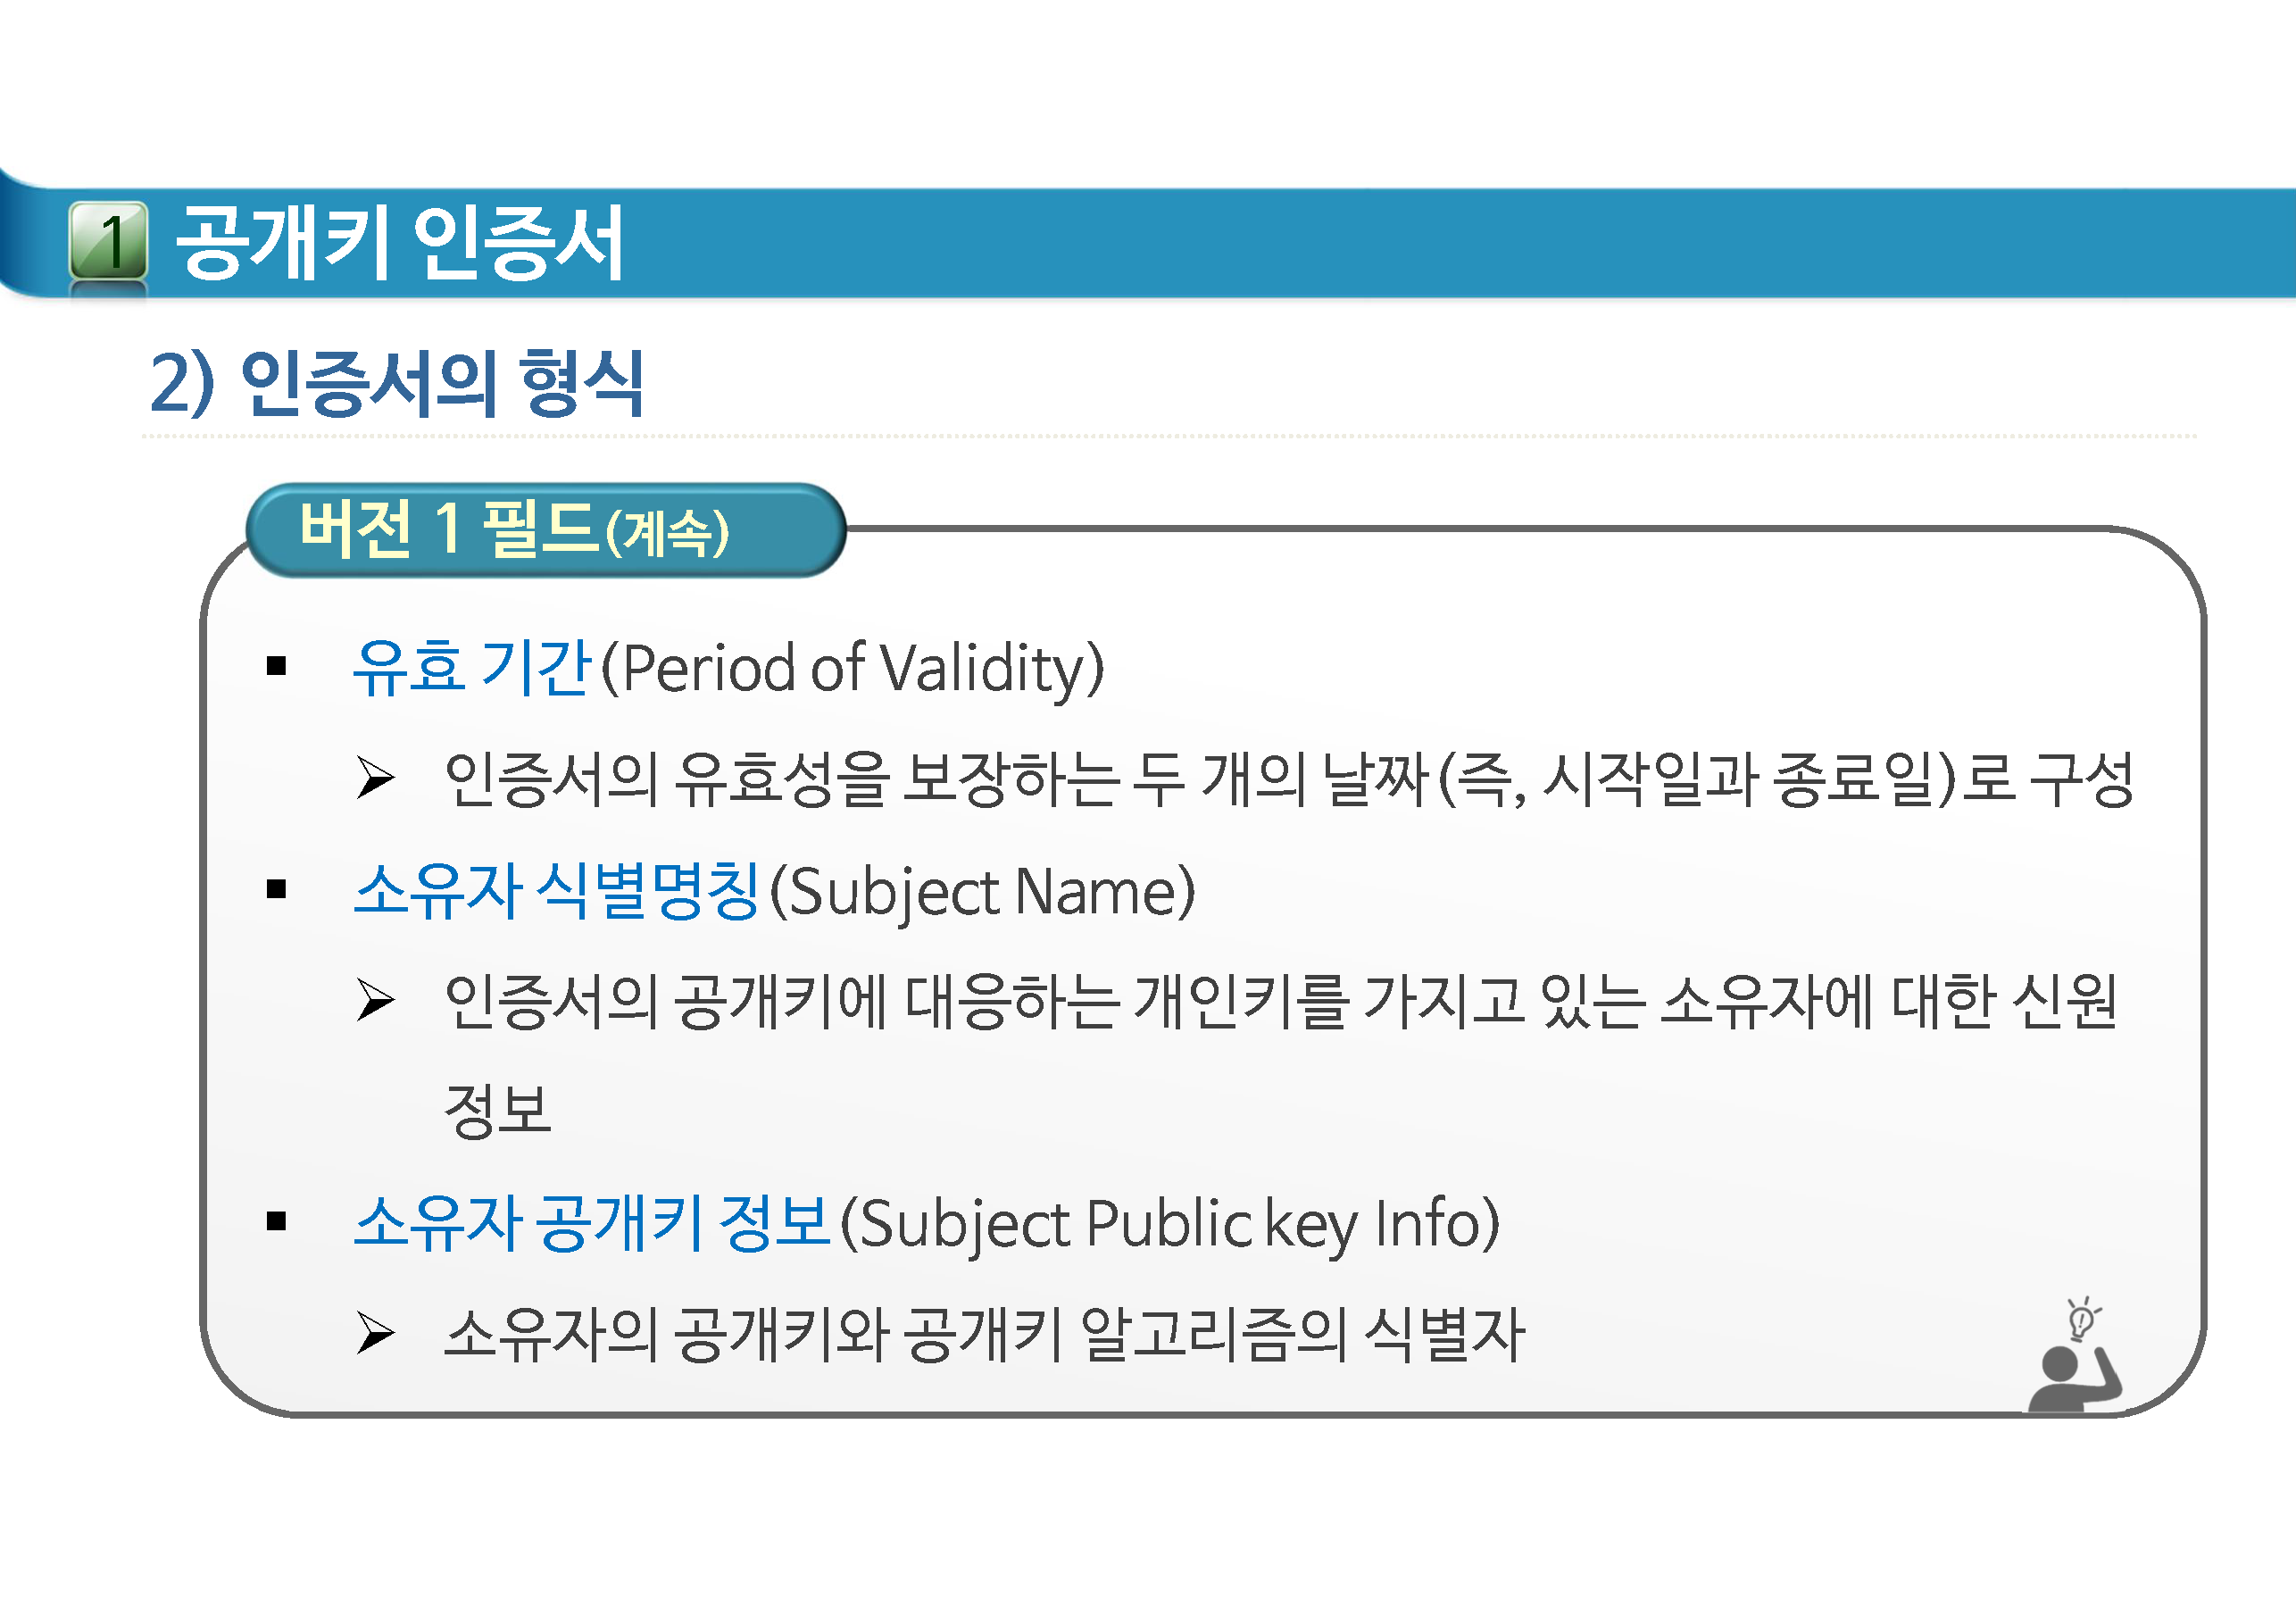 1 공개키 인증서
2) 인증서의 형식
버전 1 필드(계속)
▪ 유효 기간(Period of Validity)
➢ 인증서의 유효성을 보장하는 두 개의 날짜(즉, 시작일과 종료일)로 구성
▪ 소유자 식별명칭(Subject Name)
➢ 인증서의 공개키에 대응하는 개인키를 가지고 있는 소유자에 대한 신원
정보
▪ 소유자 공개키 정보(Subject Public key Info)
➢ 소유자의 공개키와 공개키 알고리즘의 식별자